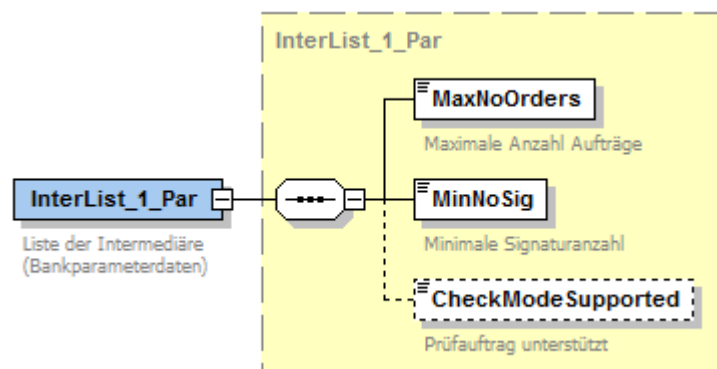 InterList_1_Par
MaxNoOrders
Maximale Anzahl Aufträge
InterList_1_Par
Liste der Intermediäre
(Bankparameterdaten)
MinNoSig
Minimale Signaturanzahl
CheckModeSupported
Prüfauftrag unterstützt